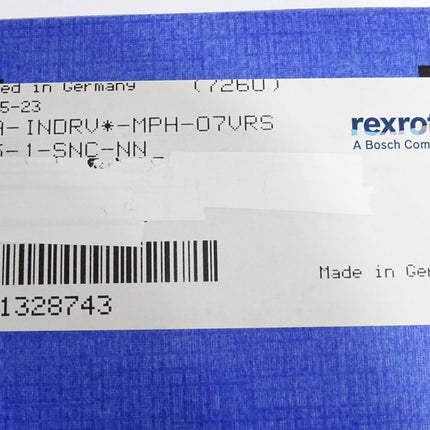 ed in Germany (7260)
5-23
A-INDRV*-MPH-07VRS
5-1-SNC-NN_
rexrot
A Bosch Com
Made in Ger
1328743